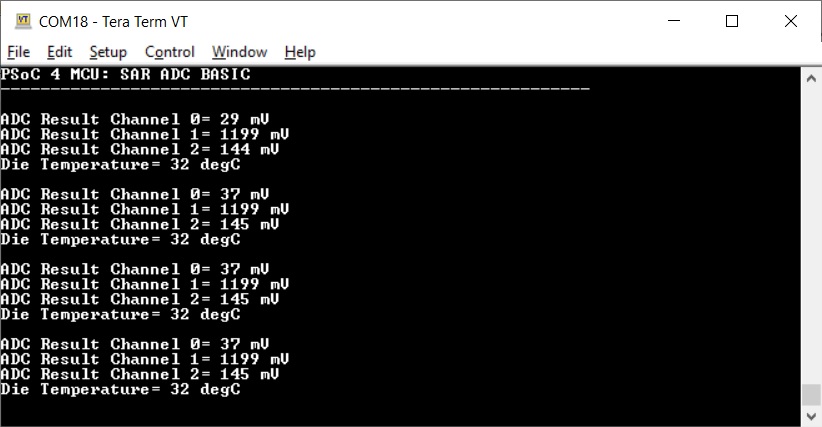 VT
COM18 - Tera Term VT
File Edit Setup Control Window Help
PSoC 4 MCU: SAR ADC BASIC
-----------------------------------------------------------
ADC Result Channel 0= 29 mV
ADC Result Channel 1= 1199 mV
ADC Result Channel 2= 144 mV
Die Temperature= 32 degC
ADC Result Channel 0= 37 mV
ADC Result Channel 1= 1199 mV
ADC Result Channel 2= 145 mV
Die Temperature= 32 degC
ADC Result Channel 0= 37 mV
ADC Result Channel 1= 1199 mV
ADC Result Channel 2= 145 mV
Die Temperature= 32 degC
ADC Result Channel 0= 37 mV
ADC Result Channel 1= 1199 mV
ADC Result Channel 2= 145 mV
Die Temperature= 32 degC